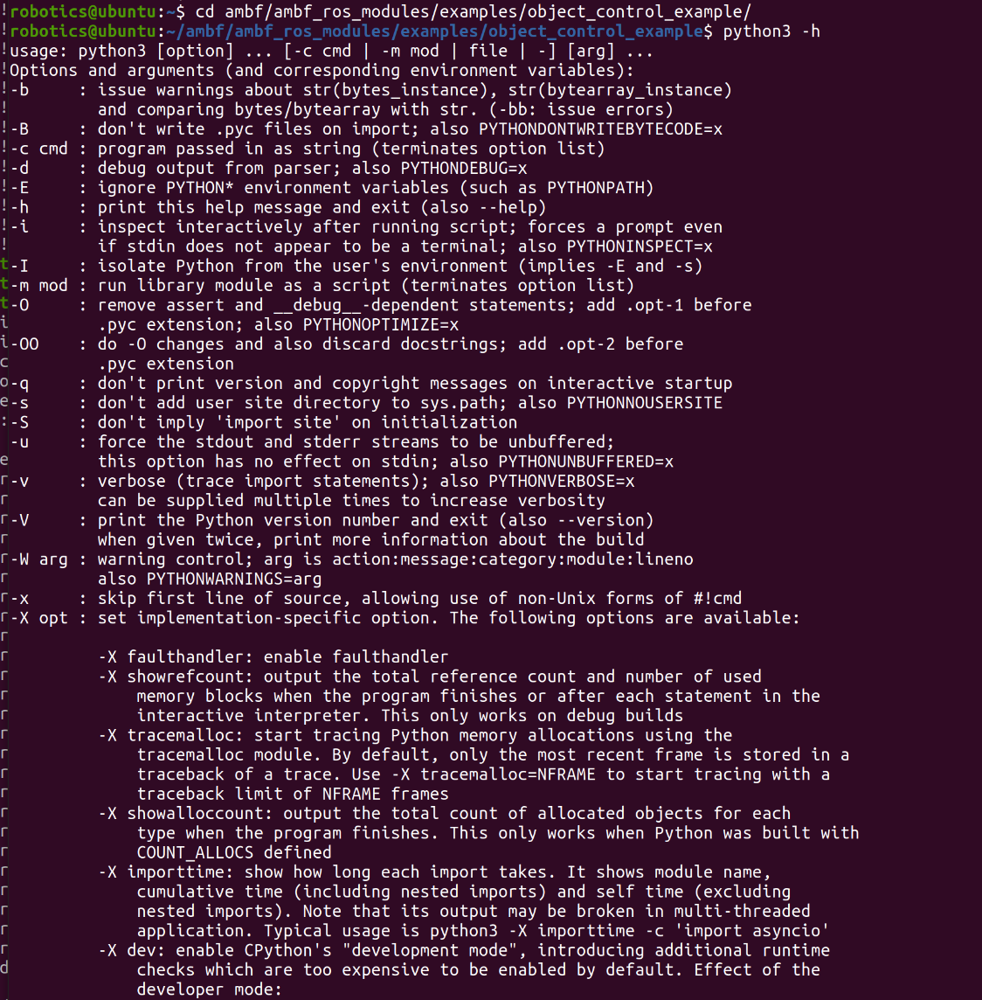 robotics@ubuntu:~$ cd ambf/ambf_ros_modules/examples/object_control_example/
robotics@ubuntu:~/ambf/ambf_ros_modules/examples/object_control_example$ python3 -h
usage: python3 [option] ... [-c cmd | -m mod | file | -] [arg] ...
Options and arguments (and corresponding environment variables):
-b     : issue warnings about str(bytes_instance), str(bytearray_instance)
         and comparing bytes/bytearray with str. (-bb: issue errors)
-B     : don't write .pyc files on import; also PYTHONDONTWRITEBYTECODE=x
-c cmd : program passed in as string (terminates option list)
-d     : debug output from parser; also PYTHONDEBUG=x
-E     : ignore PYTHON* environment variables (such as PYTHONPATH)
-h     : print this help message and exit (also --help)
-i     : inspect interactively after running script; forces a prompt even
         if stdin does not appear to be a terminal; also PYTHONINSPECT=x
-I     : isolate Python from the user's environment (implies -E and -s)
-m mod : run library module as a script (terminates option list)
-O     : remove assert and __debug__-dependent statements; add .opt-1 before
         .pyc extension; also PYTHONOPTIMIZE=x
-OO    : do -O changes and also discard docstrings; add .opt-2 before
         .pyc extension
-q     : don't print version and copyright messages on interactive startup
-s     : don't add user site directory to sys.path; also PYTHONNOUSERSITE
-S     : don't imply 'import site' on initialization
-u     : force the stdout and stderr streams to be unbuffered;
         this option has no effect on stdin; also PYTHONUNBUFFERED=x
-v     : verbose (trace import statements); also PYTHONVERBOSE=x
         can be supplied multiple times to increase verbosity
-V     : print the Python version number and exit (also --version)
         when given twice, print more information about the build
-W arg : warning control; arg is action:message:category:module:lineno
         also PYTHONWARNINGS=arg
-x     : skip first line of source, allowing use of non-Unix forms of #!cmd
-X opt : set implementation-specific option. The following options are available:
         -X faulthandler: enable faulthandler
         -X showrefcount: output the total reference count and number of used
             memory blocks when the program finishes or after each statement in the
             interactive interpreter. This only works on debug builds
         -X tracemalloc: start tracing Python memory allocations using the
             tracemalloc module. By default, only the most recent frame is stored in a
             traceback of a trace. Use -X tracemalloc=NFRAME to start tracing with a
             traceback limit of NFRAME frames
         -X showalloccount: output the total count of allocated objects for each
             type when the program finishes. This only works when Python was built with
             COUNT_ALLOCS defined
         -X importtime: show how long each import takes. It shows module name,
             cumulative time (including nested imports) and self time (excluding
             nested imports). Note that its output may be broken in multi-threaded
             application. Typical usage is python3 -X importtime -c 'import asyncio'
         -X dev: enable CPython's "development mode", introducing additional runtime
             checks which are too expensive to be enabled by default. Effect of the
             developer mode: